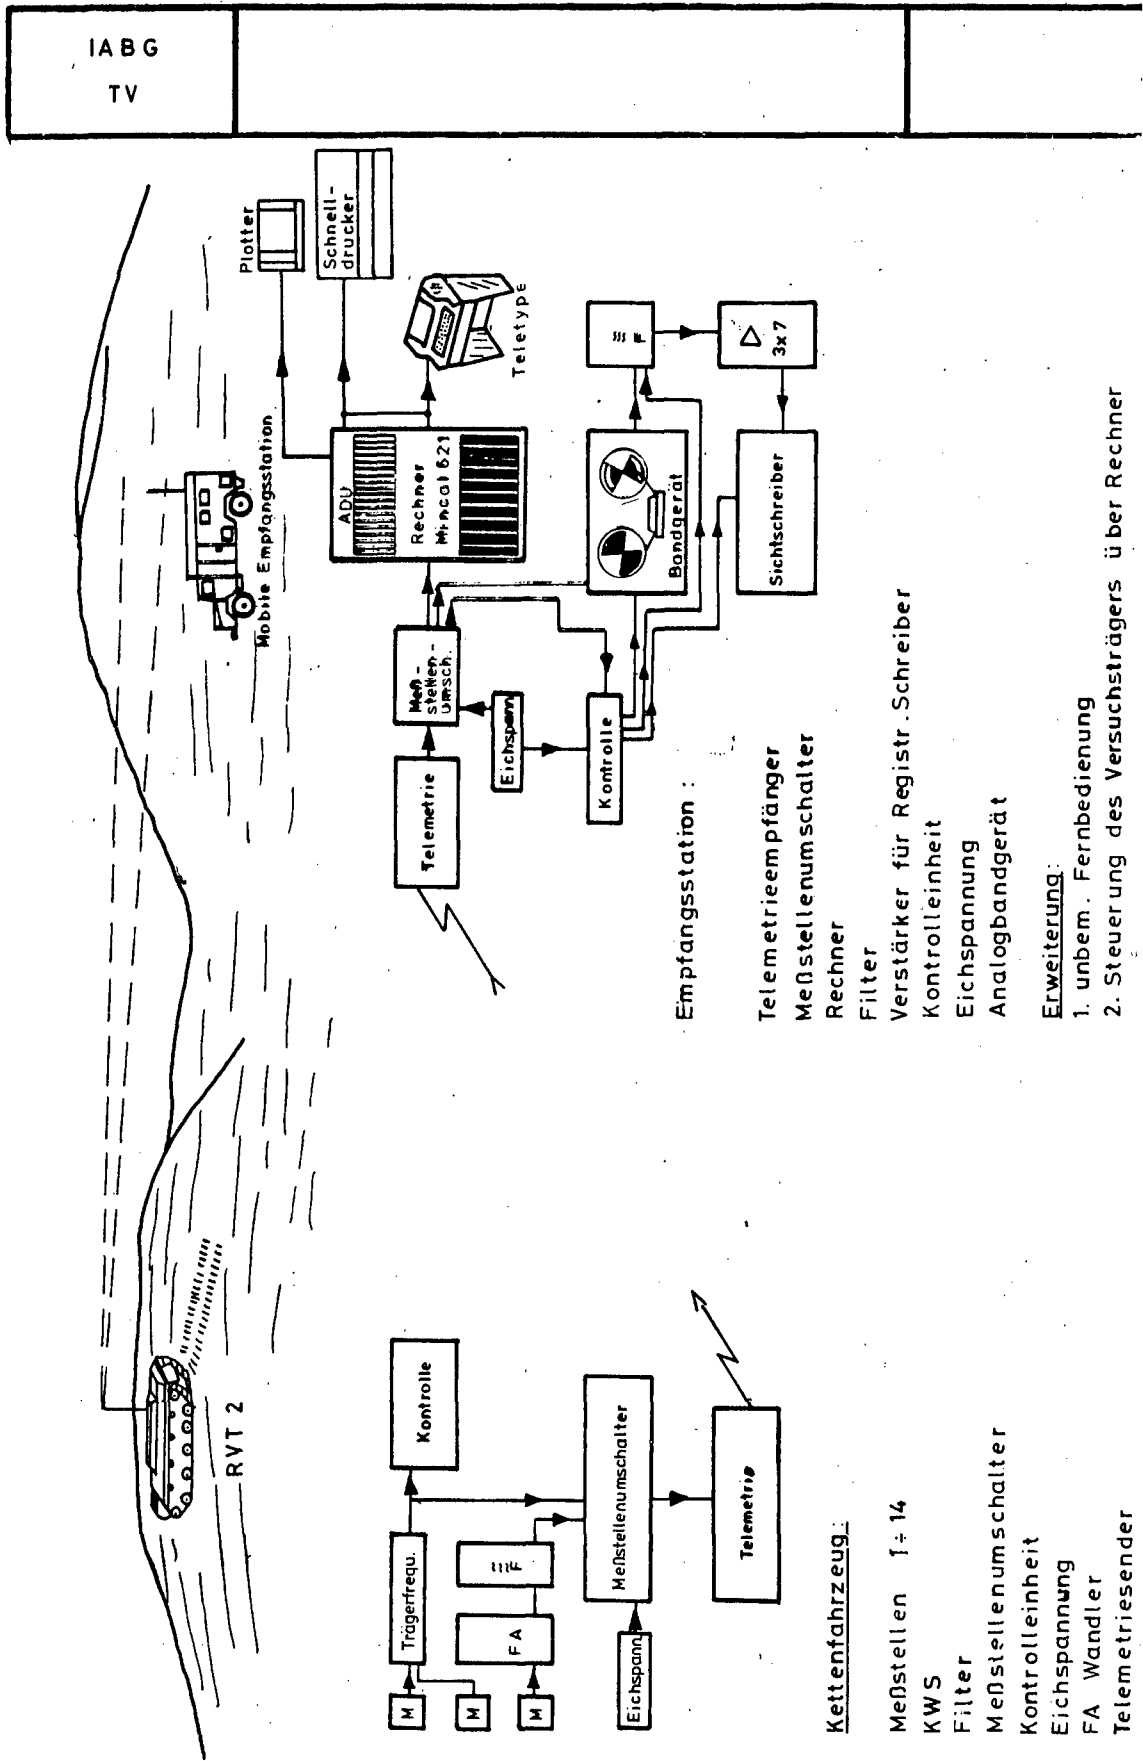 IABG
TV
RVT 2
Mobile Empfangsstation
M
M
M
Trägerfrequ.
Kontrolle
FA
F
Eichspann.
Meßstellenumschalter
Telemetrie
Telemetrie
Meß-
stellen-
umsch.
Eichspann.
Kontrolle
ADU
Rechner
Mincal 621
Plotter
Schnell-
drucker
Teletype
Bandgerät
F
3x7
Sichtschreiber
Kettenfahrzeug:
Meßstellen 1÷14
KWS
Filter
Meßstellenumschalter
Kontrolleinheit
Eichspannung
FA Wandler
Telemetriesender
Empfangsstation :
Telemetrieempfänger
Meßstellenumschalter
Rechner
Filter
Verstärker für Registr. Schreiber
Kontrolleinheit
Eichspannung
Analogbandgerät
Erweiterung:
1. unbem. Fernbedienung
2. Steuerung des Versuchsträgers über Rechner